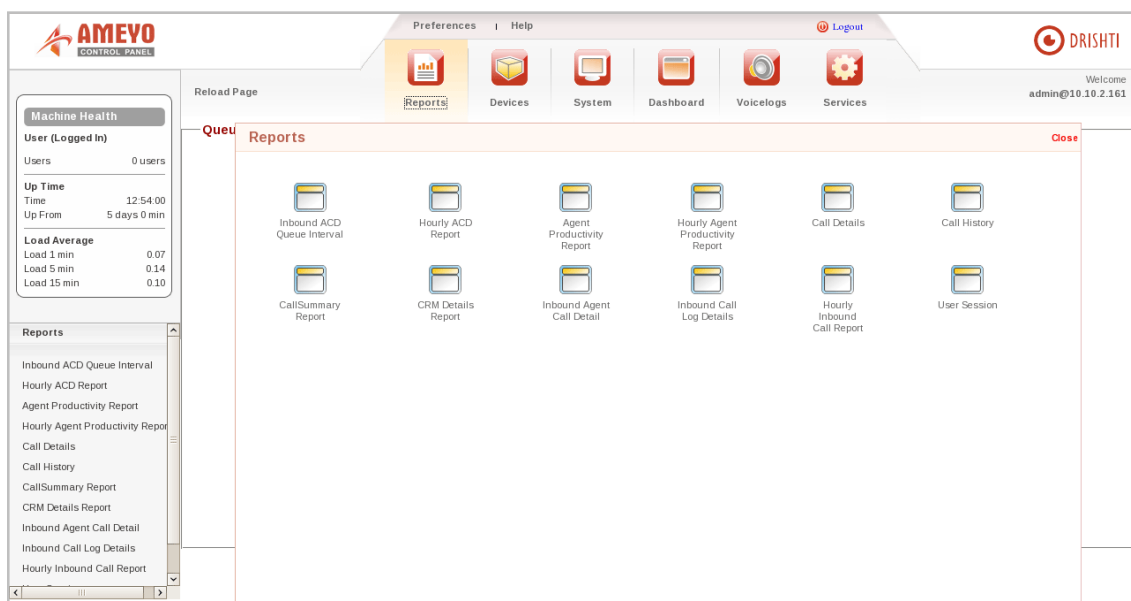 AMEYO
CONTROL PANEL
Preferences | Help
Logout
DRISHTI
Reports
Devices
System
Dashboard
Voicelogs
Services
Reload Page
Welcome
admin@10.10.2.161
Machine Health
User (Logged In)
Users 0 users
Up Time
Time 12:54:00
Up From 5 days 0 min
Load Average
Load 1 min 0.07
Load 5 min 0.14
Load 15 min 0.10
Reports
Inbound ACD Queue Interval
Hourly ACD Report
Agent Productivity Report
Hourly Agent Productivity Repor
Call Details
Call History
CallSummary Report
CRM Details Report
Inbound Agent Call Detail
Inbound Call Log Details
Hourly Inbound Call Report
Queu
Reports
Close
Inbound ACD
Queue Interval
Hourly ACD
Report
Agent
Productivity
Report
Hourly Agent
Productivity
Report
Call Details
Call History
CallSummary
Report
CRM Details
Report
Inbound Agent
Call Detail
Inbound Call
Log Details
Hourly
Inbound
Call Report
User Session